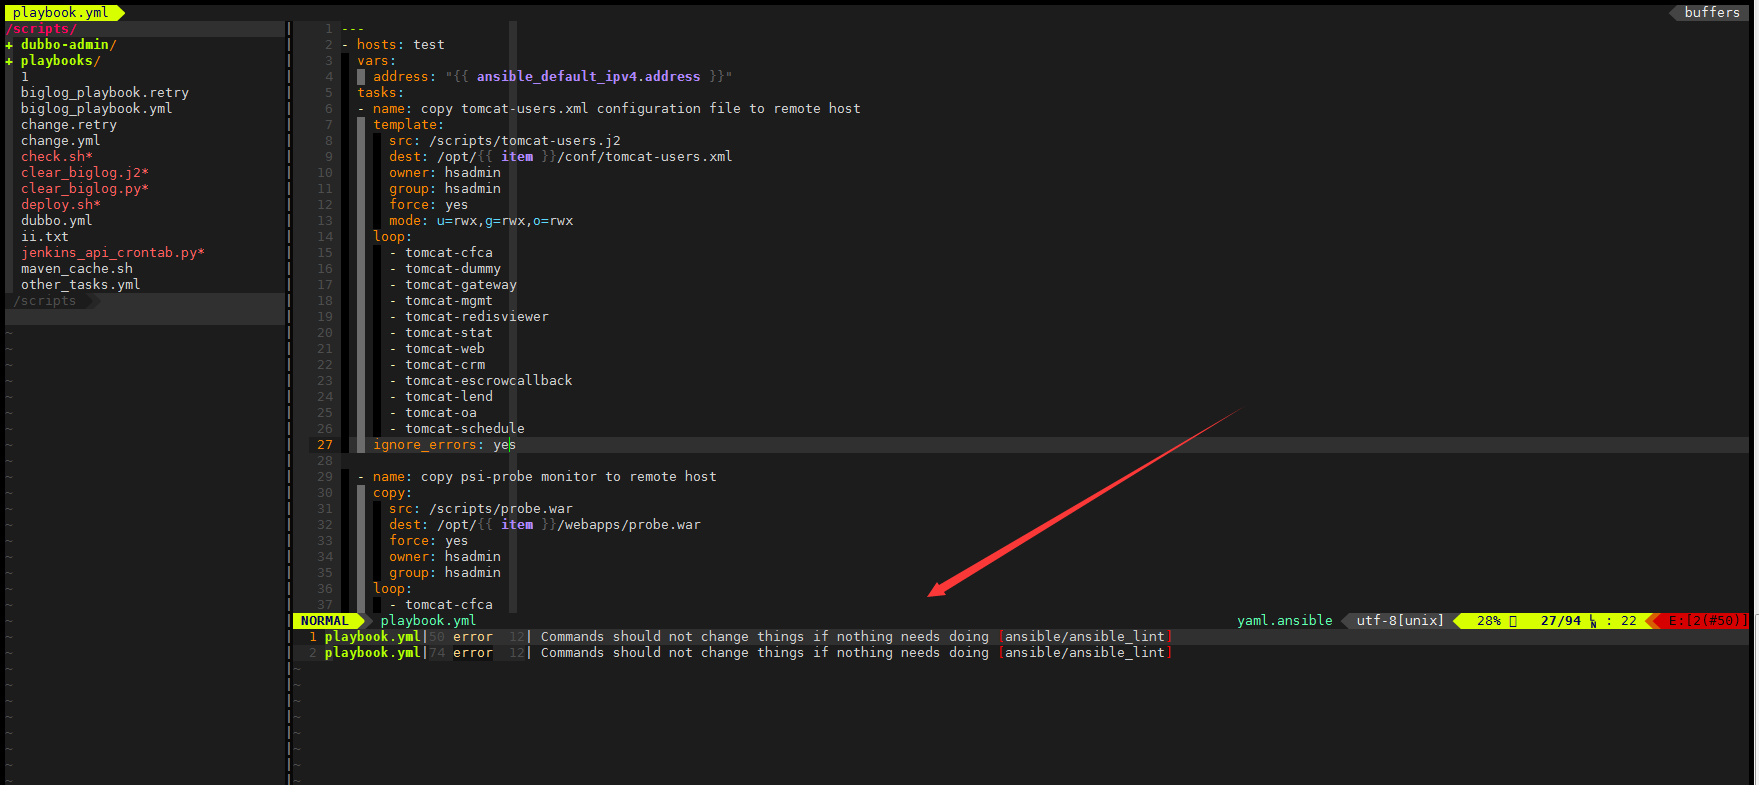 playbook.yml
buffers
/scripts/
+ dubbo-admin/
+ playbooks/
1
biglog_playbook.retry
biglog_playbook.yml
change.retry
change.yml
check.sh*
clear_biglog.j2*
clear_biglog.py*
deploy.sh*
dubbo.yml
ii.txt
jenkins_api_crontab.py*
maven_cache.sh
other_tasks.yml
/scripts
1 ---
2 - hosts: test
3 vars:
4 address: "{{ ansible_default_ipv4.address }}"
5 tasks:
6 - name: copy tomcat-users.xml configuration file to remote host
7 template:
8 src: /scripts/tomcat-users.j2
9 dest: /opt/{{ item }}/conf/tomcat-users.xml
10 owner: hsadmin
11 group: hsadmin
12 force: yes
13 mode: u=rwx,g=rwx,o=rwx
14 loop:
15 - tomcat-cfca
16 - tomcat-dummy
17 - tomcat-gateway
18 - tomcat-mgmt
19 - tomcat-redisviewer
20 - tomcat-stat
21 - tomcat-web
22 - tomcat-crm
23 - tomcat-escrowcallback
24 - tomcat-lend
25 - tomcat-oa
26 - tomcat-schedule
27 ignore_errors: yes
28
29 - name: copy psi-probe monitor to remote host
30 copy:
31 src: /scripts/probe.war
32 dest: /opt/{{ item }}/webapps/probe.war
33 force: yes
34 owner: hsadmin
35 group: hsadmin
36 loop:
37 - tomcat-cfca
NORMAL playbook.yml yaml.ansible utf-8[unix] 28% 27/94 : 22 E:[2(#50)]
1 playbook.yml|50 error 12| Commands should not change things if nothing needs doing [ansible/ansible_lint]
2 playbook.yml|74 error 12| Commands should not change things if nothing needs doing [ansible/ansible_lint]